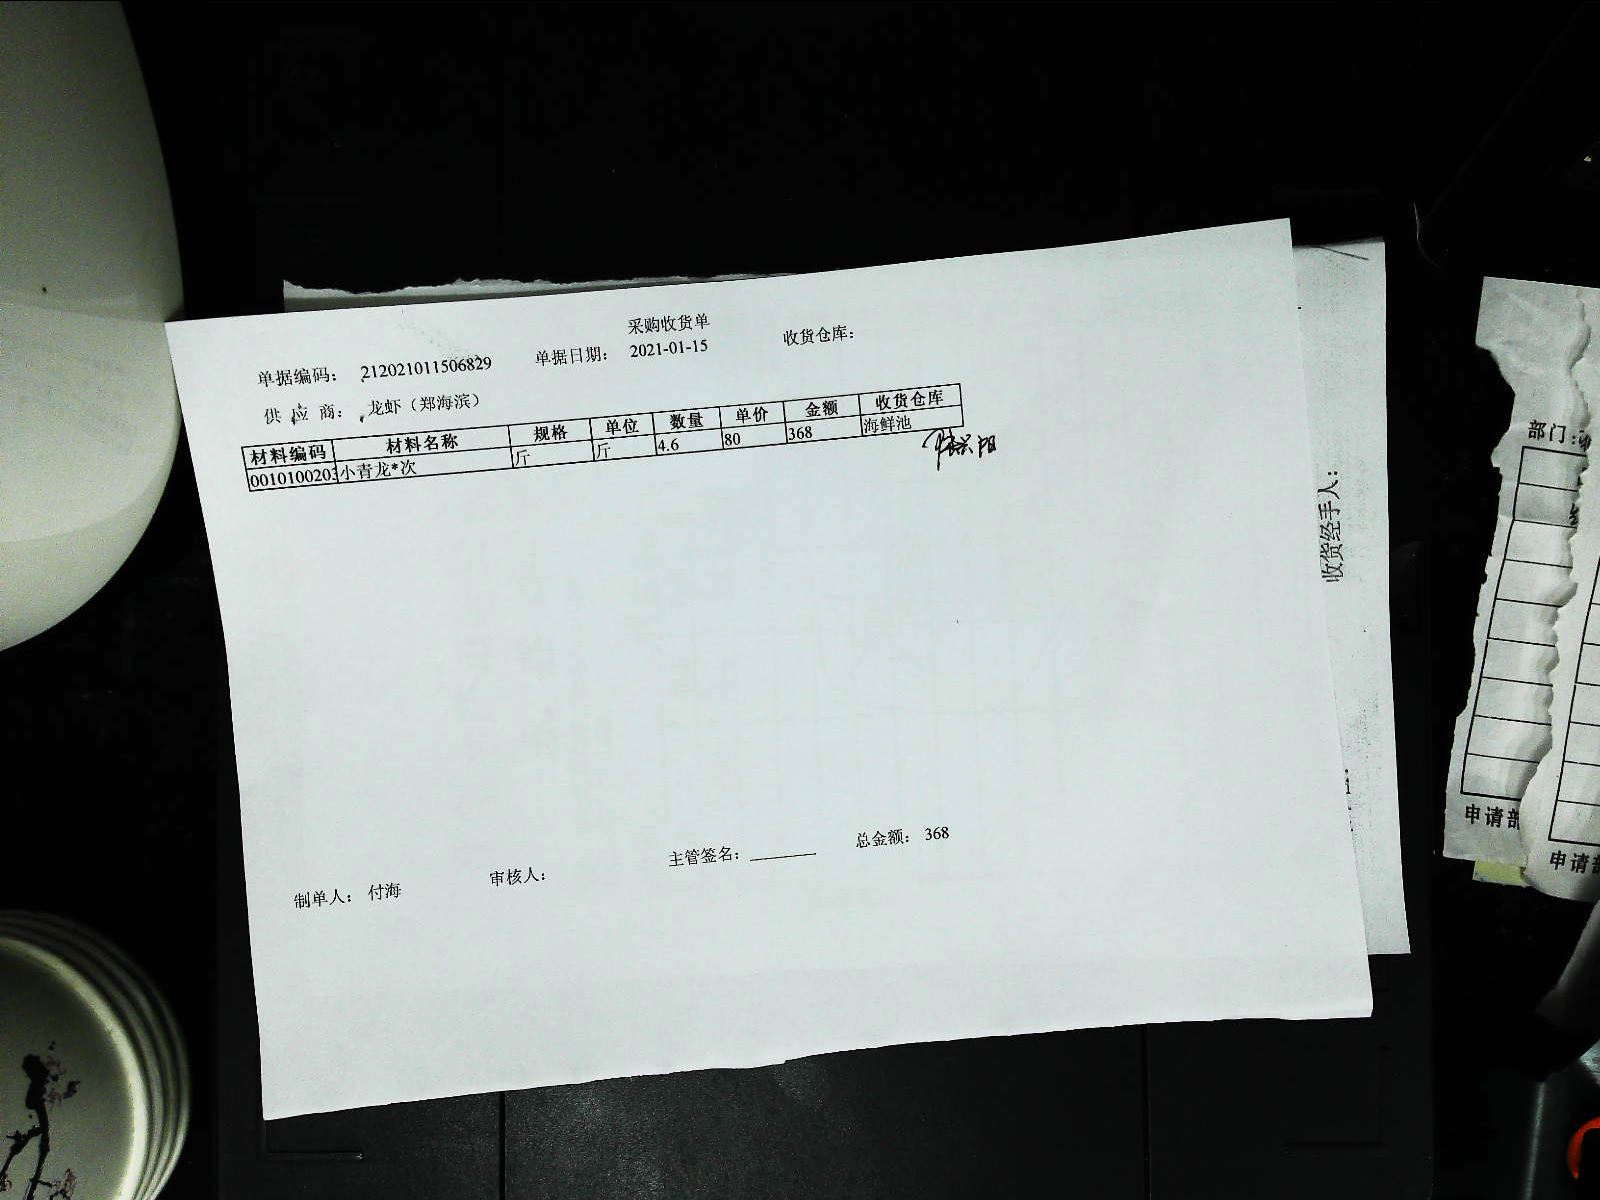 采购收货单
单据编码： 212021011506829 单据日期： 2021-01-15 收货仓库：
供 应 商： 龙虾（郑海滨）
材料编码 材料名称 规格 单位 数量 单价 金额 收货仓库
0010100203 小青龙*次 斤 斤 4.6 80 368 海鲜池
制单人： 付海 审核人： 主管签名： 总金额： 368
收货经手人：
部门：
申请部
申请部